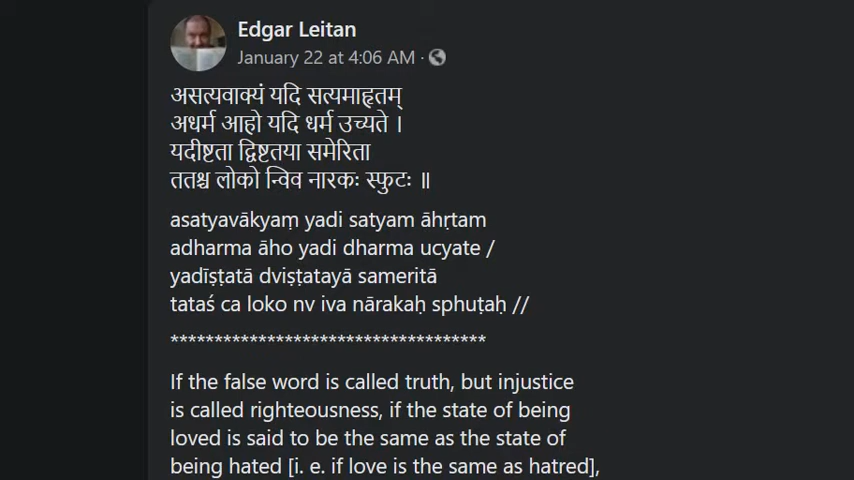 Edgar Leitan
January 22 at 4:06 AM ·
असत्यवाक्यं यदि सत्यमाहृतम्
अधर्म आहो यदि धर्म उच्यते ।
यदीष्टता द्विष्टतया समेरिता
ततश्च लोको न्विव नारकः स्फुटः ॥
asatyavākyaṃ yadi satyam āhṛtam
adharma āho yadi dharma ucyate /
yadīṣṭatā dviṣṭatayā sameritā
tataś ca loko nv iva nārakaḥ sphuṭaḥ //
************************************
If the false word is called truth, but injustice
is called righteousness, if the state of being
loved is said to be the same as the state of
being hated [i. e. if love is the same as hatred],